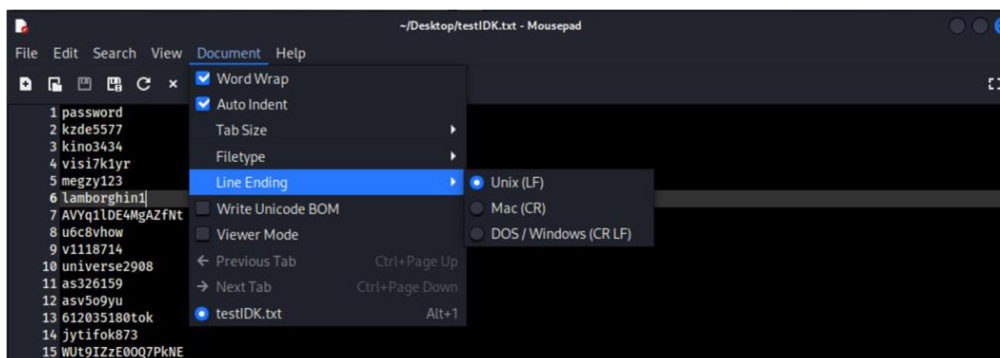 ~/Desktop/testIDK.txt - Mousepad
File Edit Search View Document Help
Word Wrap
Auto Indent
Tab Size
Filetype
Line Ending
Write Unicode BOM
Viewer Mode
Previous Tab Ctrl+Page Up
Next Tab Ctrl+Page Down
testIDK.txt Alt+1
Unix (LF)
Mac (CR)
DOS / Windows (CR LF)
1 password
2 kzde5577
3 kino3434
4 visi7k1yr
5 megzy123
6 lamborghin1
7 AVYq1lDE4MgAZfNt
8 u6c8vhow
9 v1118714
10 universe2908
11 as326159
12 asv5o9yu
13 612035180tok
14 jytifok873
15 WUt9IZzE0OQ7PkNE